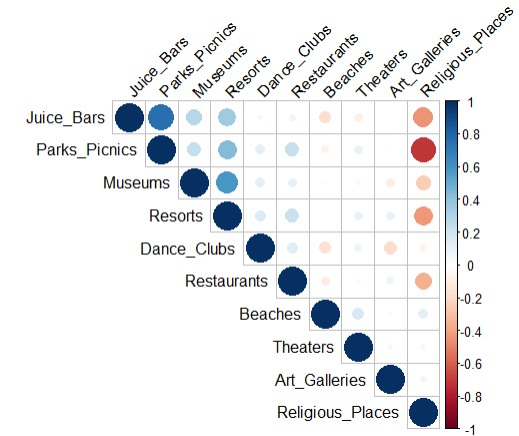 Juice_Bars
Parks_Picnics
Museums
Resorts
Dance_Clubs
Restaurants
Beaches
Theaters
Art_Galleries
Religious_Places
Juice_Bars
Parks_Picnics
Museums
Resorts
Dance_Clubs
Restaurants
Beaches
Theaters
Art_Galleries
Religious_Places
1
0.8
0.6
0.4
0.2
0
-0.2
-0.4
-0.6
-0.8
-1